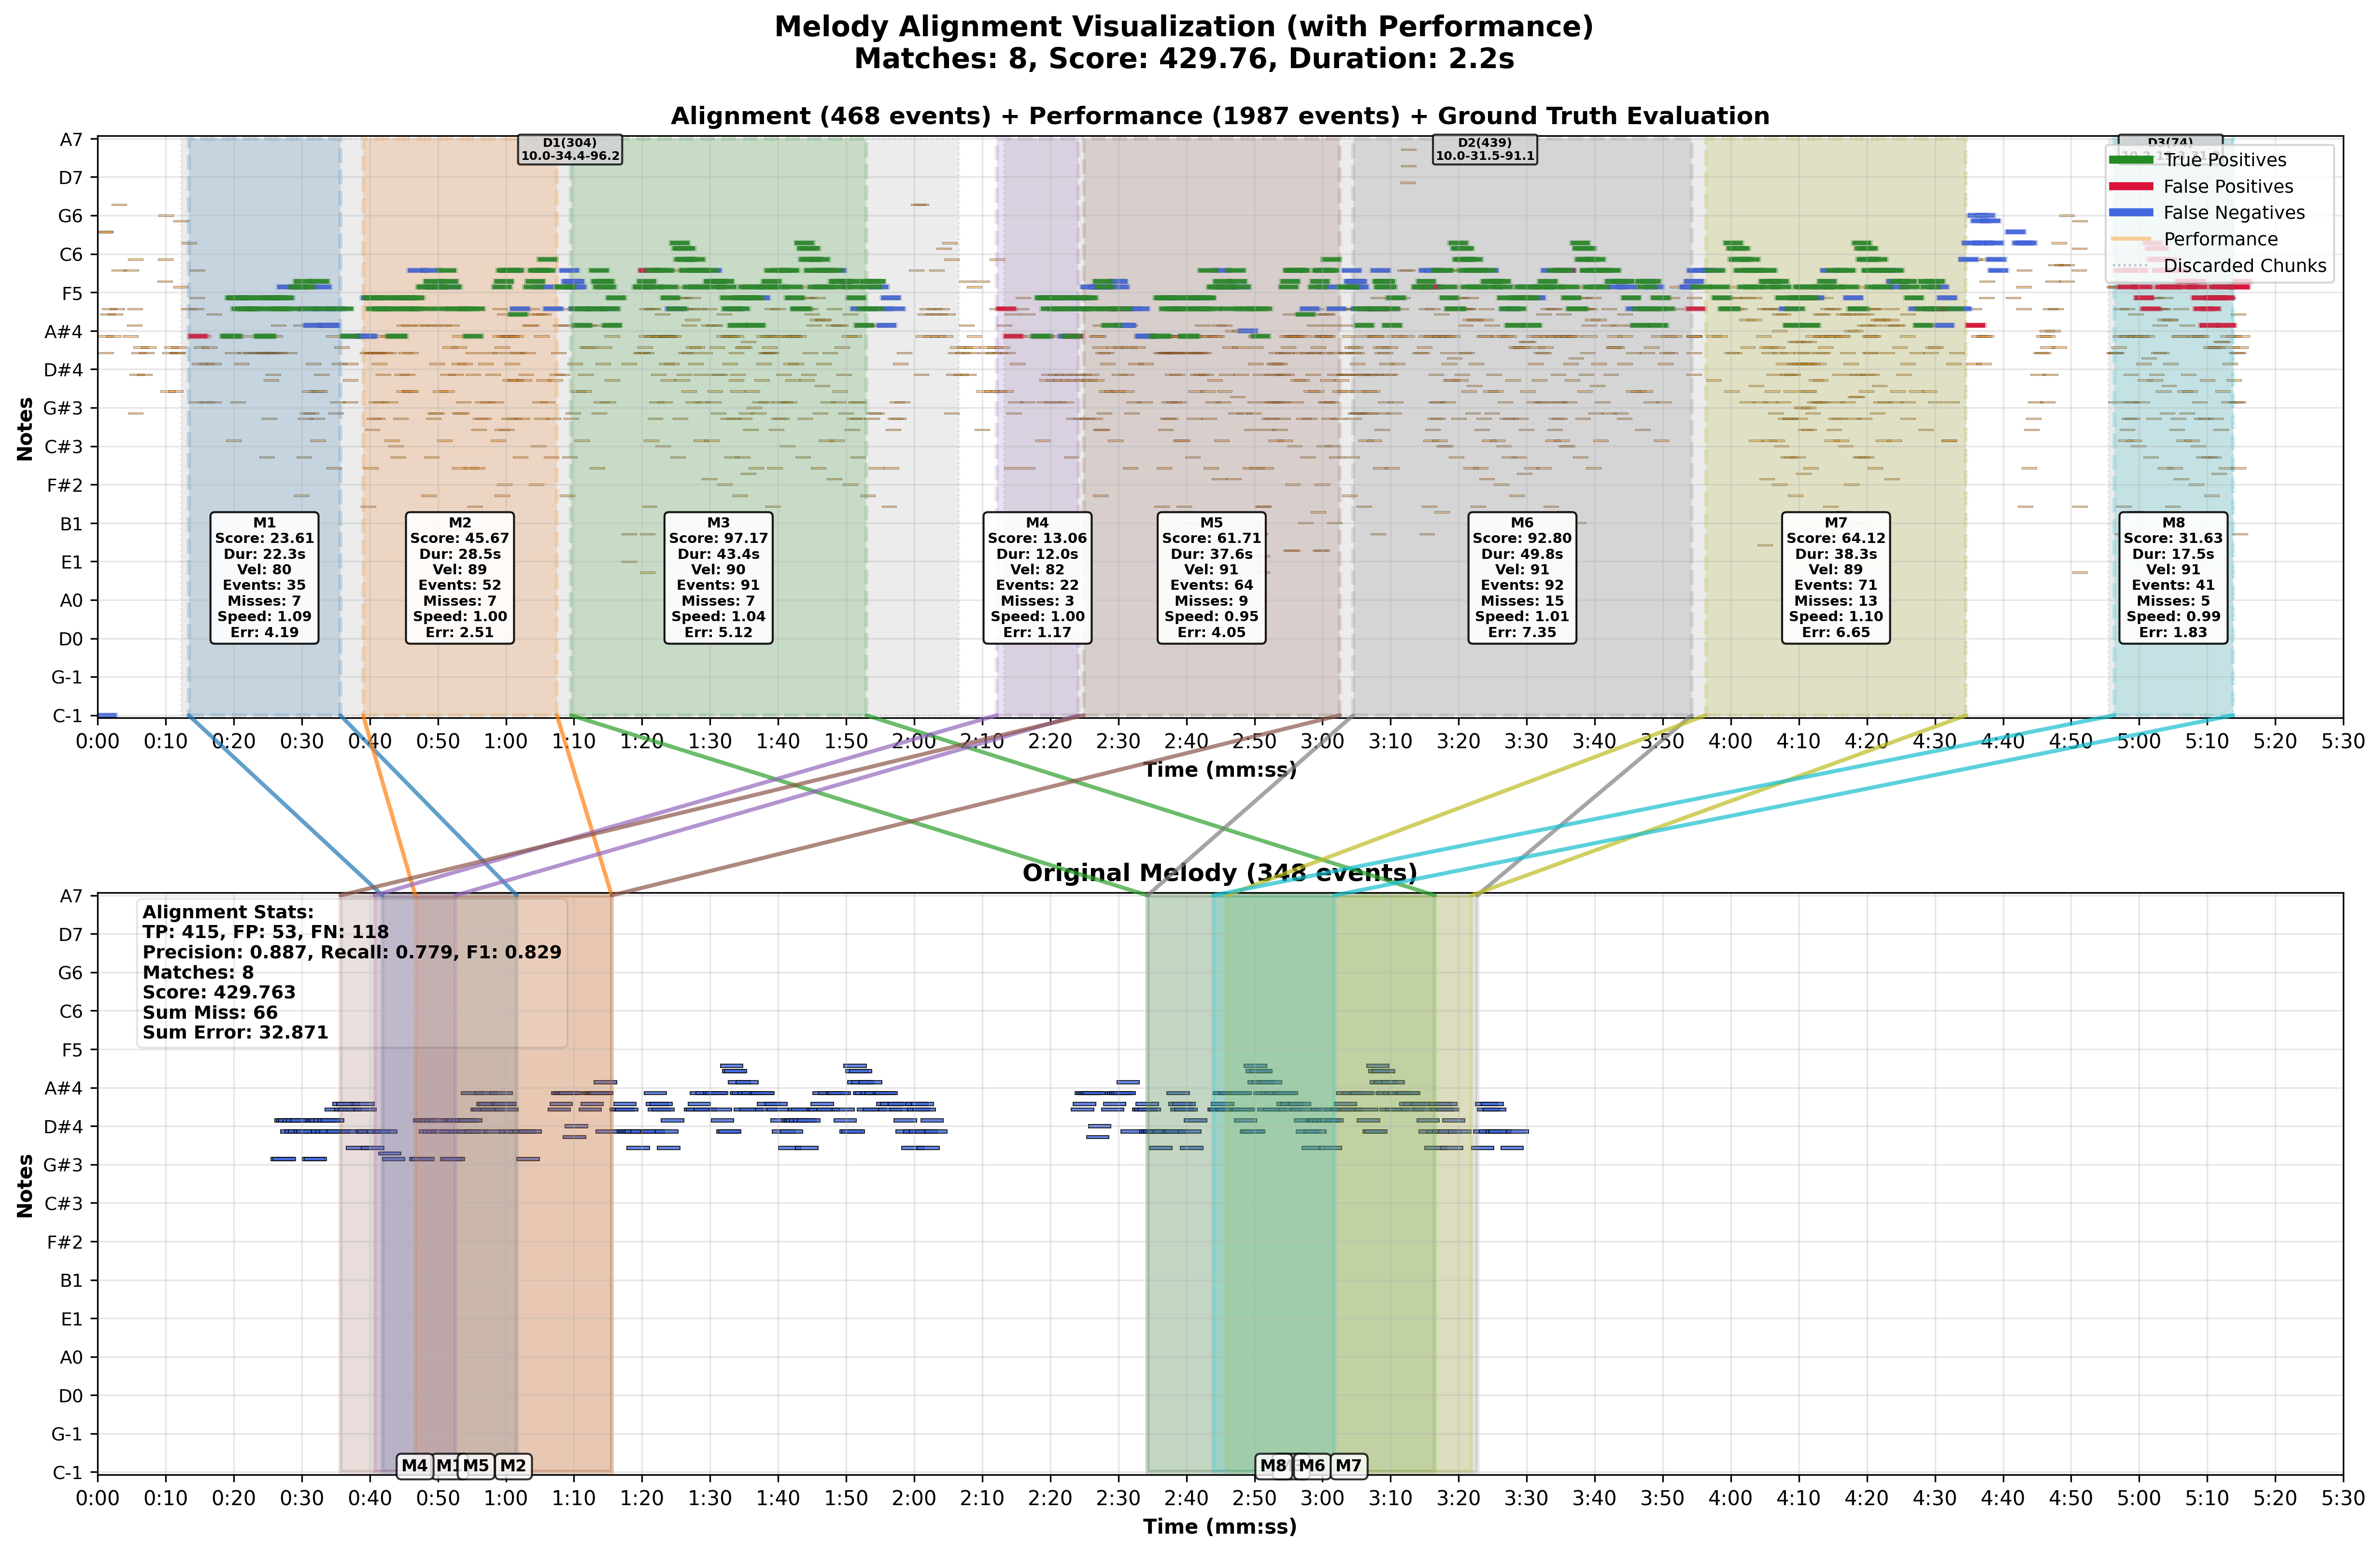 Melody Alignment Visualization (with Performance)
Matches: 8, Score: 429.76, Duration: 2.2s
Alignment (468 events) + Performance (1987 events) + Ground Truth Evaluation
D1(304)
10.0-34.4-96.2
D2(439)
10.0-31.5-91.1
D3(74)
True Positives
False Positives
False Negatives
Performance
Discarded Chunks
Notes
A7
D7
G6
C6
F5
A#4
D#4
G#3
C#3
F#2
B1
E1
A0
D0
G-1
C-1
M1
Score: 23.61
Dur: 22.3s
Vel: 80
Events: 35
Misses: 7
Speed: 1.09
Err: 4.19
M2
Score: 45.67
Dur: 28.5s
Vel: 89
Events: 52
Misses: 7
Speed: 1.00
Err: 2.51
M3
Score: 97.17
Dur: 43.4s
Vel: 90
Events: 91
Misses: 7
Speed: 1.04
Err: 5.12
M4
Score: 13.06
Dur: 12.0s
Vel: 82
Events: 22
Misses: 3
Speed: 1.00
Err: 1.17
M5
Score: 61.71
Dur: 37.6s
Vel: 91
Events: 64
Misses: 9
Speed: 0.95
Err: 4.05
M6
Score: 92.80
Dur: 49.8s
Vel: 91
Events: 92
Misses: 15
Speed: 1.01
Err: 7.35
M7
Score: 64.12
Dur: 38.3s
Vel: 89
Events: 71
Misses: 13
Speed: 1.10
Err: 6.65
M8
Score: 31.63
Dur: 17.5s
Vel: 91
Events: 41
Misses: 5
Speed: 0.99
Err: 1.83
0:00 0:10 0:20 0:30 0:40 0:50 1:00 1:10 1:20 1:30 1:40 1:50 2:00 2:10 2:20 2:30 2:40 2:50 3:00 3:10 3:20 3:30 3:40 3:50 4:00 4:10 4:20 4:30 4:40 4:50 5:00 5:10 5:20 5:30
Time (mm:ss)
Original Melody (348 events)
Alignment Stats:
TP: 415, FP: 53, FN: 118
Precision: 0.887, Recall: 0.779, F1: 0.829
Matches: 8
Score: 429.763
Sum Miss: 66
Sum Error: 32.871
Notes
A7
D7
G6
C6
F5
A#4
D#4
G#3
C#3
F#2
B1
E1
A0
D0
G-1
C-1
M4 M1 M5 M2 M8 M6 M7
0:00 0:10 0:20 0:30 0:40 0:50 1:00 1:10 1:20 1:30 1:40 1:50 2:00 2:10 2:20 2:30 2:40 2:50 3:00 3:10 3:20 3:30 3:40 3:50 4:00 4:10 4:20 4:30 4:40 4:50 5:00 5:10 5:20 5:30
Time (mm:ss)